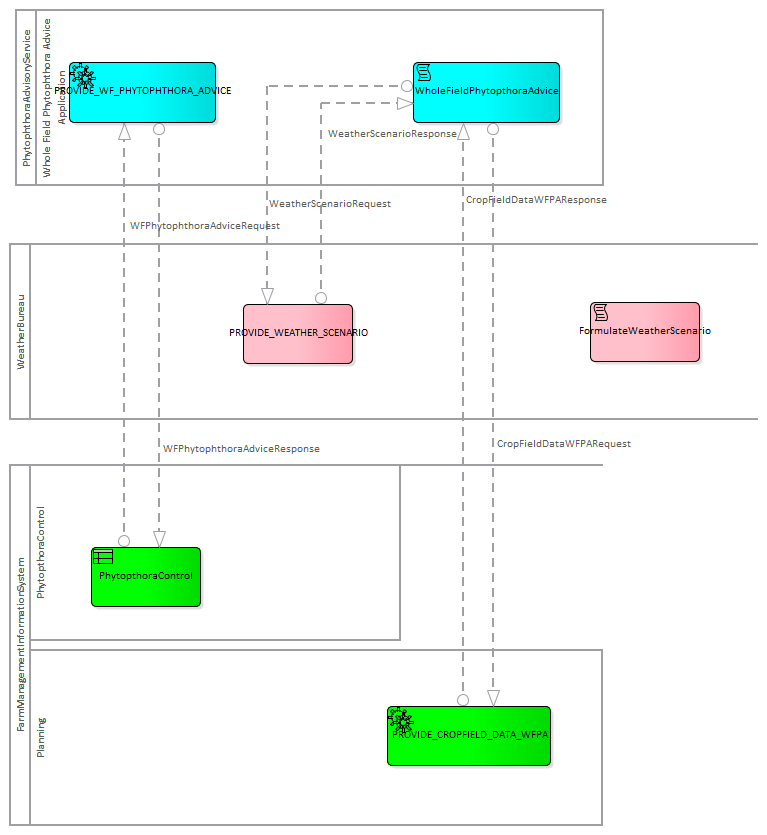 PhytophthoraAdvisoryService
Whole Field Phytophthora Advice
Application
PROVIDE_WF_PHYTOPHTHORA_ADVICE
WholeFieldPhytopthoraAdvice
WeatherScenarioResponse
WeatherScenarioRequest
CropFieldDataWFPAResponse
WFPhytophthoraAdviceRequest
WeatherBureau
PROVIDE_WEATHER_SCENARIO
FormulateWeatherScenario
WFPhytophthoraAdviceResponse
CropFieldDataWFPARequest
FarmManagementInformationSystem
PhytopthoraControl
PhytopthoraControl
Planning
PROVIDE_CROPFIELD_DATA_WFPA